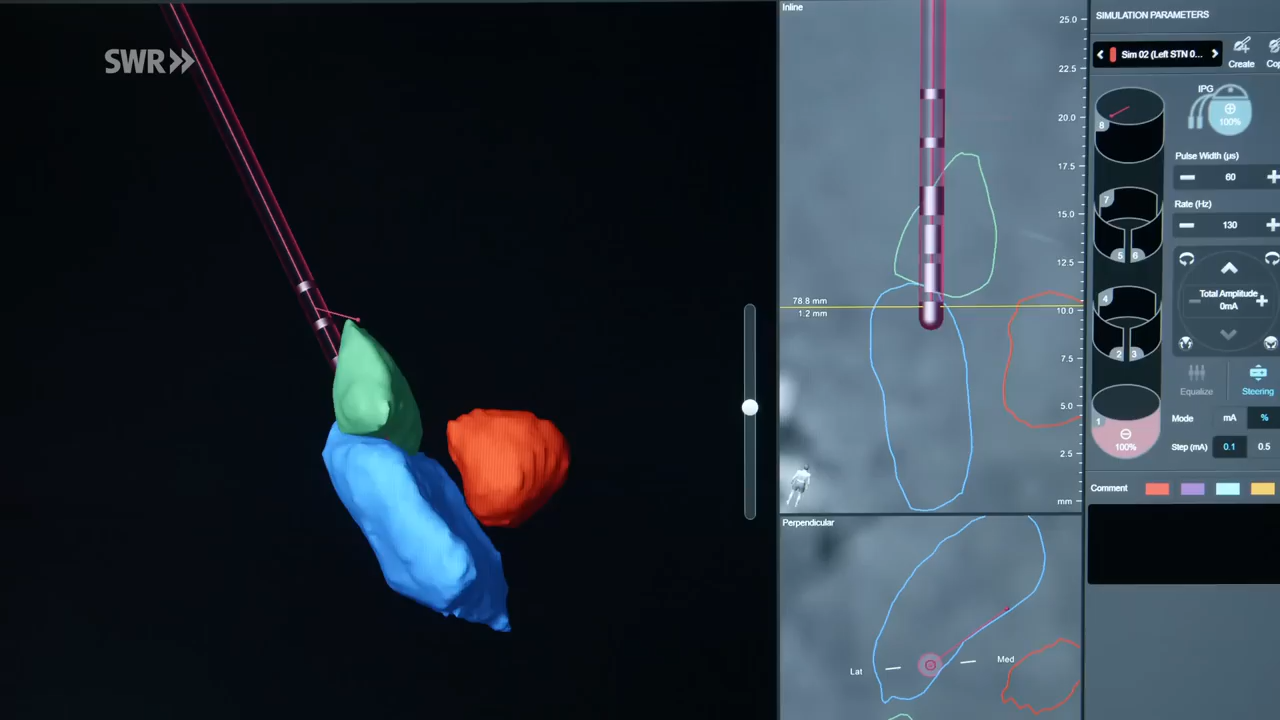 SWR
Inline
25.0
22.5
20.0
17.5
15.0
12.5
10.0
7.5
5.0
2.5
mm
78.8 mm
1.2 mm
Perpendicular
Lat
Med
SIMULATION PARAMETERS
Sim 02 (Left STN 0...
Create
IPG
100%
8
Pulse Width (µs)
60
7
Rate (Hz)
130
5 6
Total Amplitude
0mA
4
2 3
Equalize
Steering
1
100%
Mode
mA
%
Step (mA)
0.1
0.5
Comment